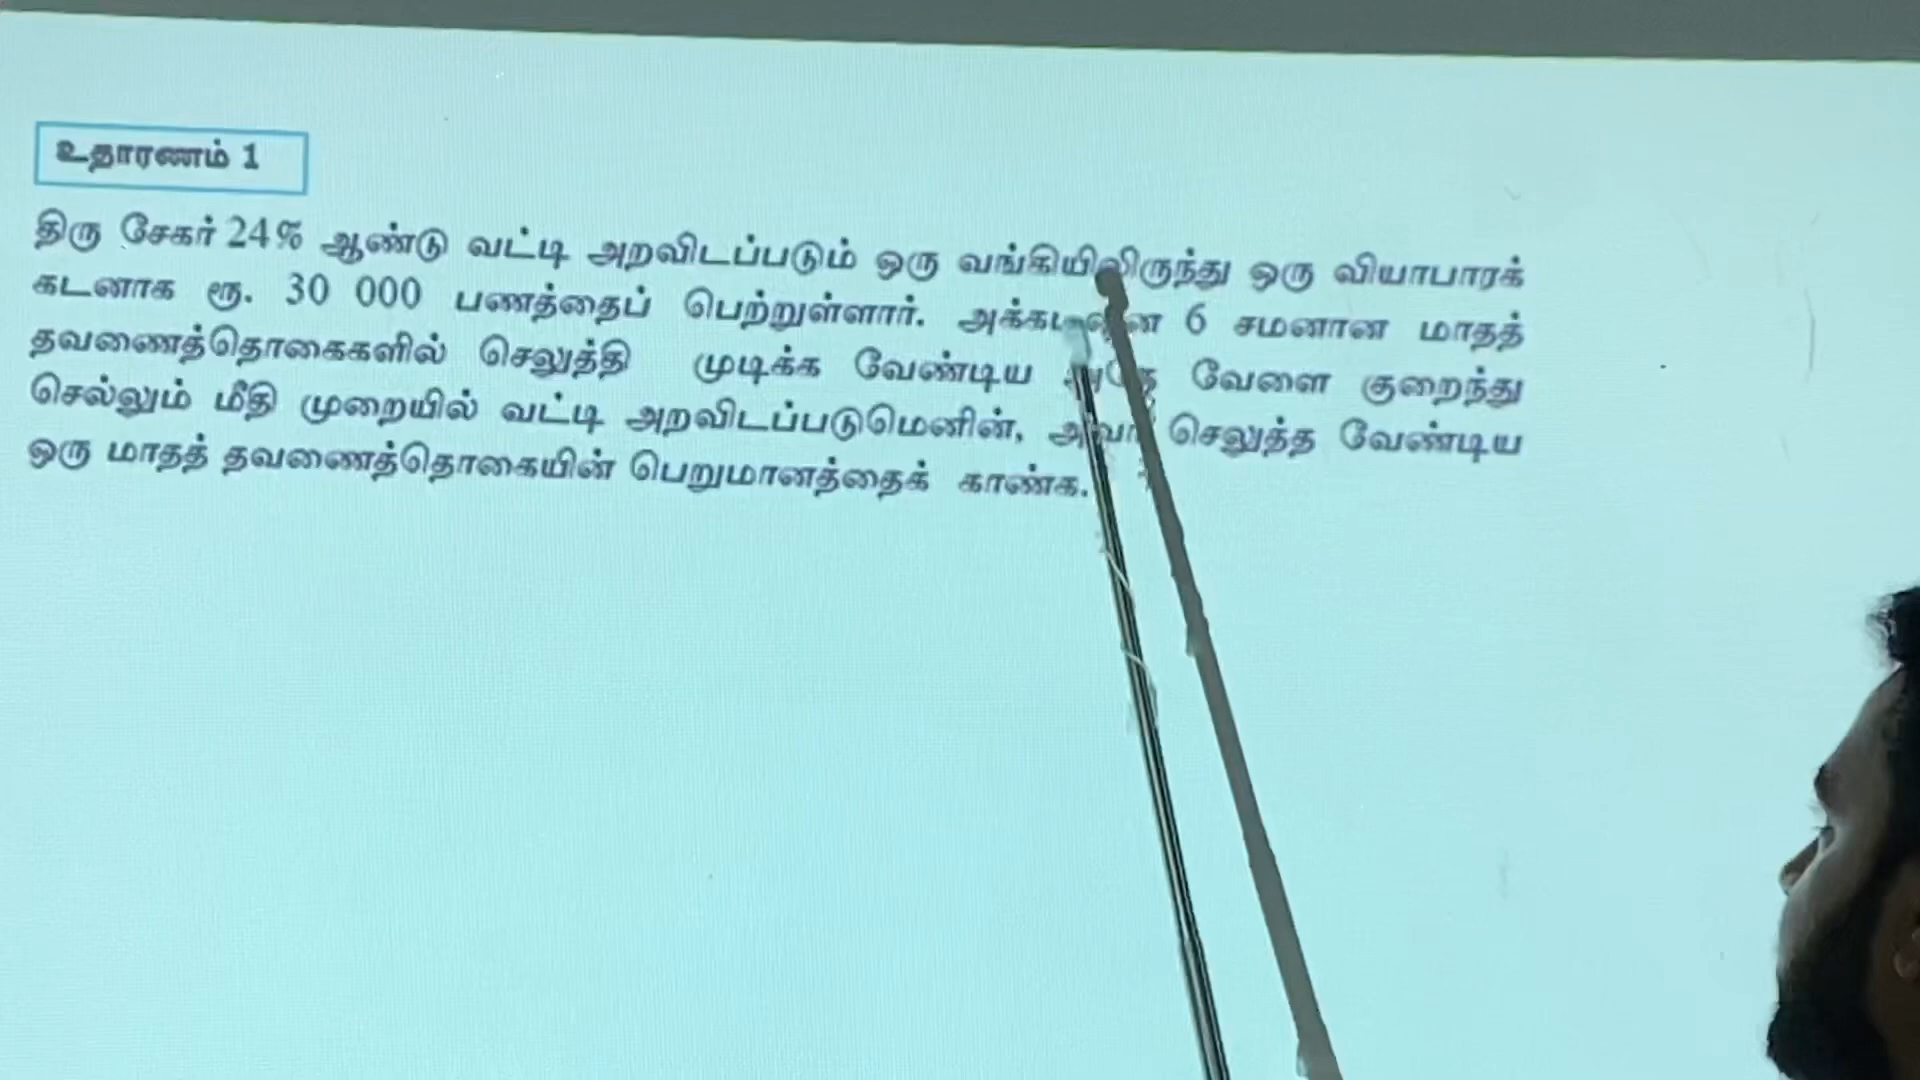 உதாரணம் 1
திரு சேகர் 24% ஆண்டு வட்டி அறவிடப்படும் ஒரு வங்கியிலிருந்து ஒரு வியாபாரக்
கடனாக ரூ. 30 000 பணத்தைப் பெற்றுள்ளார். 6 சமனான மாதத்
தவணைத்தொகைகளில் செலுத்தி முடிக்க வேண்டிய வேளை குறைந்து
செல்லும் மீதி முறையில் வட்டி அறவிடப்படுமெனின், செலுத்த வேண்டிய
ஒரு மாதத் தவணைத்தொகையின் பெறுமானத்தைக் காண்க.